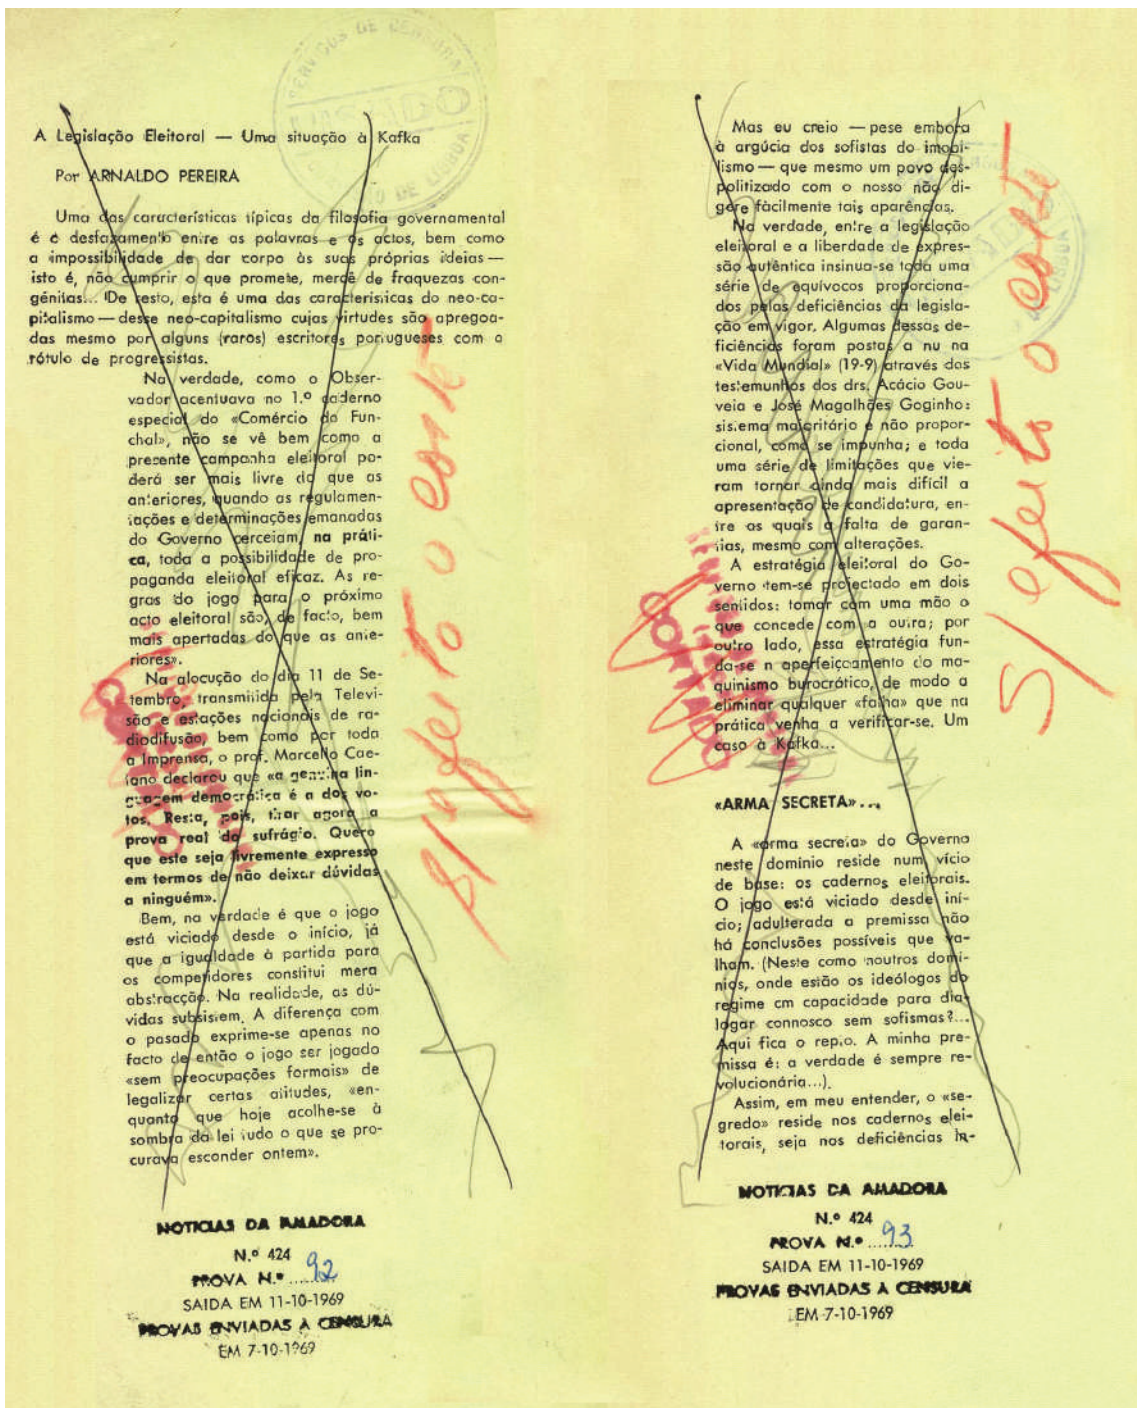 SERVIÇOS DE CENSURA
A Legislação Eleitoral — Uma situação à Kafka
Por ARNALDO PEREIRA
Uma das características típicas da filosofia governamental
é o desfazamento entre as palavras e os actos, bem como
a impossibilidade de dar corpo às suas próprias ideias —
isto é, não cumprir o que promete, mercê de fraquezas con-
génitas... De resto, esta é uma das características do neo-ca-
pitalismo — desse neo-capitalismo cujas virtudes são apregoa-
das mesmo por alguns (raros) escritores portugueses com o
rótulo de progressistas.
Na verdade, como o Obser-
vador acentuava no 1.º caderno
especial do «Comércio do Fun-
chal», não se vê bem como a
presente campanha eleitoral po-
derá ser mais livre do que as
anteriores, quando as regulamen-
tações e determinações emanadas
do Governo cerceiam, na práti-
ca, toda a possibilidade de pro-
paganda eleitoral eficaz. As re-
gras do jogo para o próximo
acto eleitoral são, de facto, bem
mais apertadas do que as ante-
riores».
Na alocução do dia 11 de Se-
tembro, transmitida pela Televi-
são e estações nacionais de ra-
diodifusão, bem como por toda
a Imprensa, o prof. Marcello Cae-
tano declarou que «a genuína lin-
guagem democrática é a dos vo-
tos. Resta, pois, tirar agora a
prova real do sufrágio. Quero
que este seja livremente expresso
em termos de não deixar dúvidas
a ninguém».
Bem, na verdade é que o jogo
está viciado desde o início, já
que a igualdade à partida para
os competidores constitui mera
abstracção. Na realidade, as dú-
vidas subsistem. A diferença com
o pasado exprime-se apenas no
facto de então o jogo ser jogado
«sem preocupações formais» de
legalizar certas atitudes, «en-
quanto que hoje acolhe-se à
sombra da lei tudo o que se pro-
curava esconder ontem».
CORTADO
S/ efeito o corte
NOTICIAS DA AMADORA
N.º 424
PROVA N.º ...... 92
SAIDA EM 11-10-1969
PROVAS ENVIADAS A CENSURA
EM 7-10-1969
Mas eu creio — pese embora
à argúcia dos sofistas do imobi-
lismo — que mesmo um povo des-
politizado com o nosso não di-
gere fàcilmente tais aparências.
Na verdade, entre a legislação
eleitoral e a liberdade de expres-
são autêntica insinua-se toda uma
série de equívocos proporciona-
dos pelas deficiências da legisla-
ção em vigor. Algumas dessas de-
ficiências foram postas a nu na
«Vida Mundial» (19-9) através dos
testemunhos dos drs. Acácio Gou-
veia e José Magalhães Goginho:
sistema maioritário e não propor-
cional, como se impunha; e toda
uma série de limitações que vie-
ram tornar ainda mais difícil a
apresentação de candidatura, en-
tre as quais a falta de garan-
tias, mesmo com alterações.
A estratégia eleitoral do Go-
verno tem-se projectado em dois
sentidos: tomar com uma mão o
que concede com a outra; por
outro lado, essa estratégia fun-
da-se n aperfeiçoamento do ma-
quinismo burocrático, de modo a
eliminar qualquer «falha» que na
prática venha a verificar-se. Um
caso à Kafka...
«ARMA SECRETA»...
A «arma secreta» do Governo
neste domínio reside num vício
de base: os cadernos eleitorais.
O jogo está viciado desde iní-
cio; adulterada a premissa não
há conclusões possíveis que va-
lham. (Neste como noutros domí-
nios, onde estão os ideólogos do
regime cm capacidade para dia-
logar connosco sem sofismas?...
Aqui fica o repto. A minha pre-
missa é: a verdade é sempre re-
volucionária...).
Assim, em meu entender, o «se-
gredo» reside nos cadernos elei-
torais, seja nas deficiências in-
CORTADO
S/ efeito o corte
NOTICIAS DA AMADORA
N.º 424
PROVA N.º ...... 93
SAIDA EM 11-10-1969
PROVAS ENVIADAS A CENSURA
EM 7-10-1969